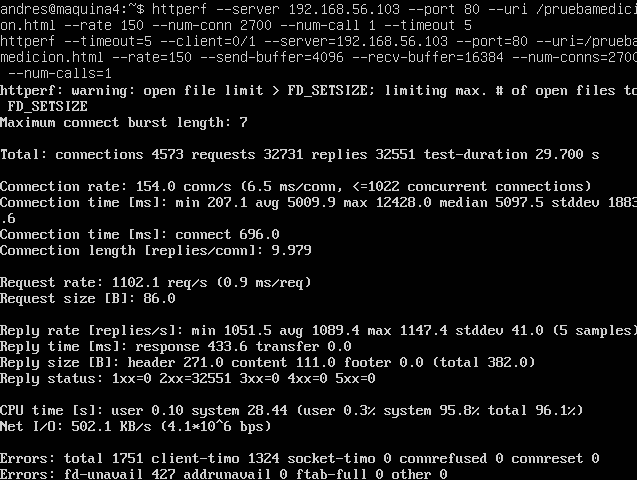 andres@maquina4:~$ httperf --server 192.168.56.103 --port 80 --uri /pruebamedici
on.html --rate 150 --num-conn 2700 --num-call 1 --timeout 5
httperf --timeout=5 --client=0/1 --server=192.168.56.103 --port=80 --uri=/prueba
medicion.html --rate=150 --send-buffer=4096 --recv-buffer=16384 --num-conns=2700
 --num-calls=1
httperf: warning: open file limit > FD_SETSIZE; limiting max. # of open files to
 FD_SETSIZE
Maximum connect burst length: 7
Total: connections 4573 requests 32731 replies 32551 test-duration 29.700 s
Connection rate: 154.0 conn/s (6.5 ms/conn, <=1022 concurrent connections)
Connection time [ms]: min 207.1 avg 5009.9 max 12428.0 median 5097.5 stddev 1883
.6
Connection time [ms]: connect 696.0
Connection length [replies/conn]: 9.979
Request rate: 1102.1 req/s (0.9 ms/req)
Request size [B]: 86.0
Reply rate [replies/s]: min 1051.5 avg 1089.4 max 1147.4 stddev 41.0 (5 samples)
Reply time [ms]: response 433.6 transfer 0.0
Reply size [B]: header 271.0 content 111.0 footer 0.0 (total 382.0)
Reply status: 1xx=0 2xx=32551 3xx=0 4xx=0 5xx=0
CPU time [s]: user 0.10 system 28.44 (user 0.3% system 95.8% total 96.1%)
Net I/O: 502.1 KB/s (4.1*10^6 bps)
Errors: total 1751 client-timo 1324 socket-timo 0 connrefused 0 connreset 0
Errors: fd-unavail 427 addrunavail 0 ftab-full 0 other 0